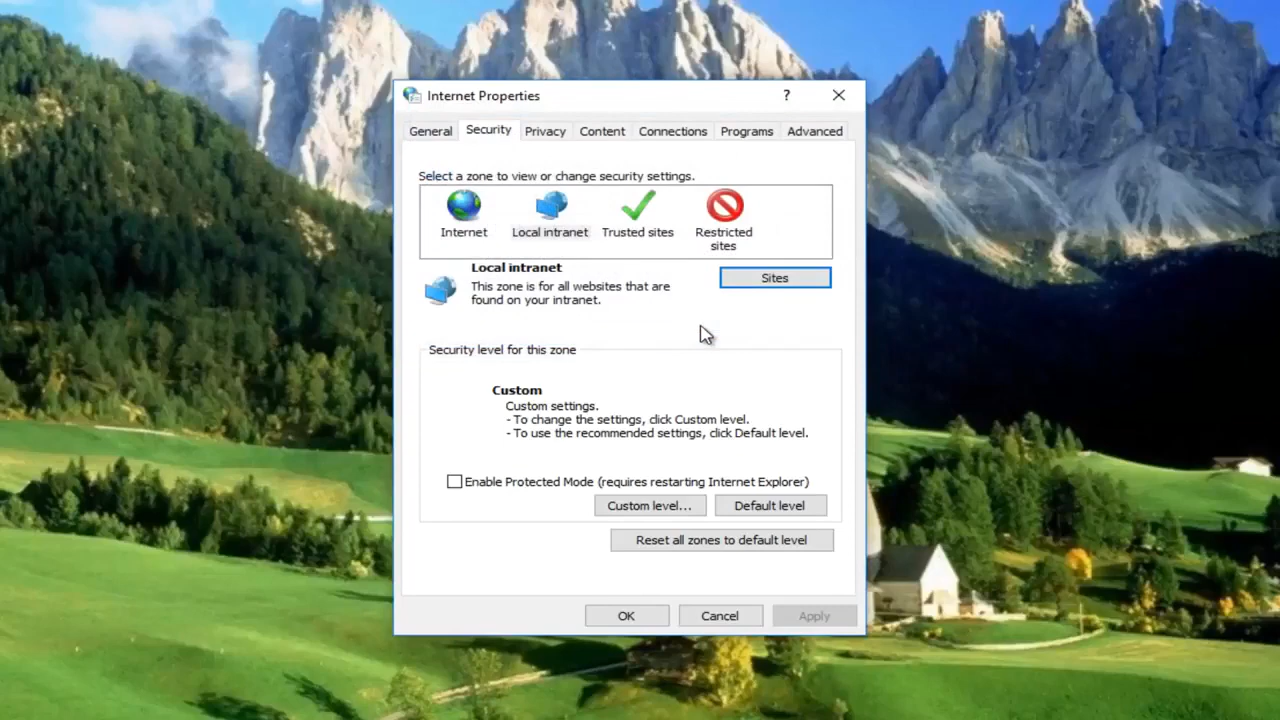 Internet Properties
?
General Security Privacy Content Connections Programs Advanced
Select a zone to view or change security settings.
Internet Local intranet Trusted sites Restricted sites
Local intranet
Sites
This zone is for all websites that are
found on your intranet.
Security level for this zone
Custom
Custom settings.
- To change the settings, click Custom level.
- To use the recommended settings, click Default level.
Enable Protected Mode (requires restarting Internet Explorer)
Custom level... Default level
Reset all zones to default level
OK Cancel Apply